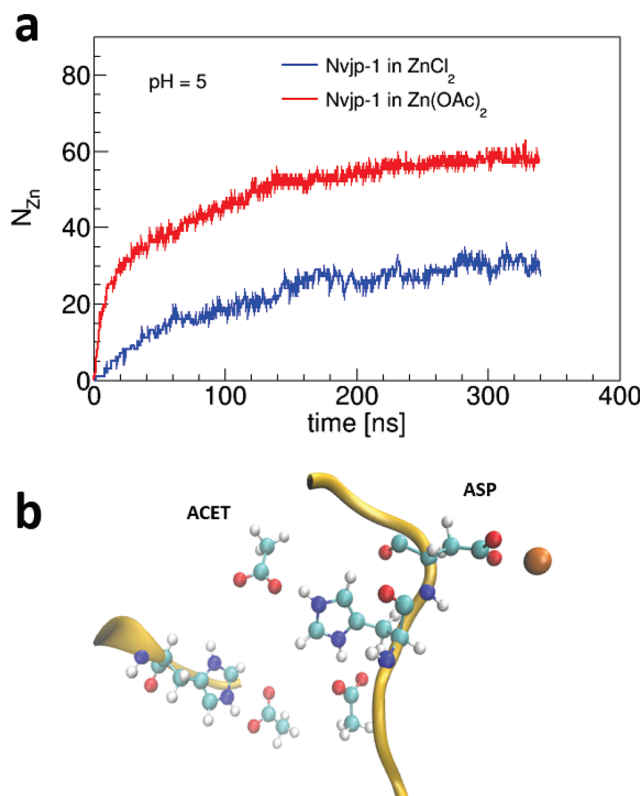 a
pH = 5
Nvjp-1 in ZnCl₂
Nvjp-1 in Zn(OAc)₂
80
60
40
20
0
N_Zn
0 100 200 300 400
time [ns]
b
ACET
ASP